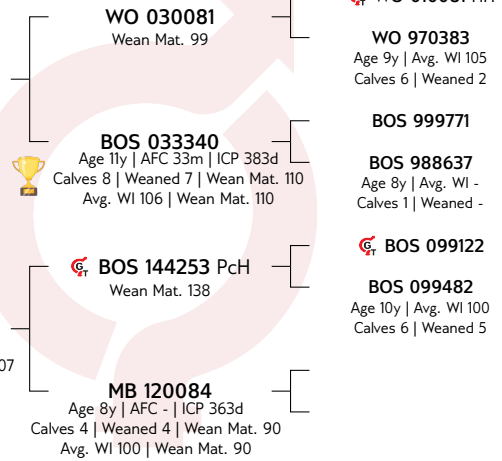 WO 030081
Wean Mat. 99
WO 970383
Age 9y | Avg. WI 105
Calves 6 | Weaned 2
BOS 033340
Age 11y | AFC 33m | ICP 383d
Calves 8 | Weaned 7 | Wean Mat. 110
Avg. WI 106 | Wean Mat. 110
BOS 999771
BOS 988637
Age 8y | Avg. WI -
Calves 1 | Weaned -
GT BOS 144253 PcH
Wean Mat. 138
GT BOS 099122
BOS 099482
Age 10y | Avg. WI 100
Calves 6 | Weaned 5
07
MB 120084
Age 8y | AFC - | ICP 363d
Calves 4 | Weaned 4 | Wean Mat. 90
Avg. WI 100 | Wean Mat. 90